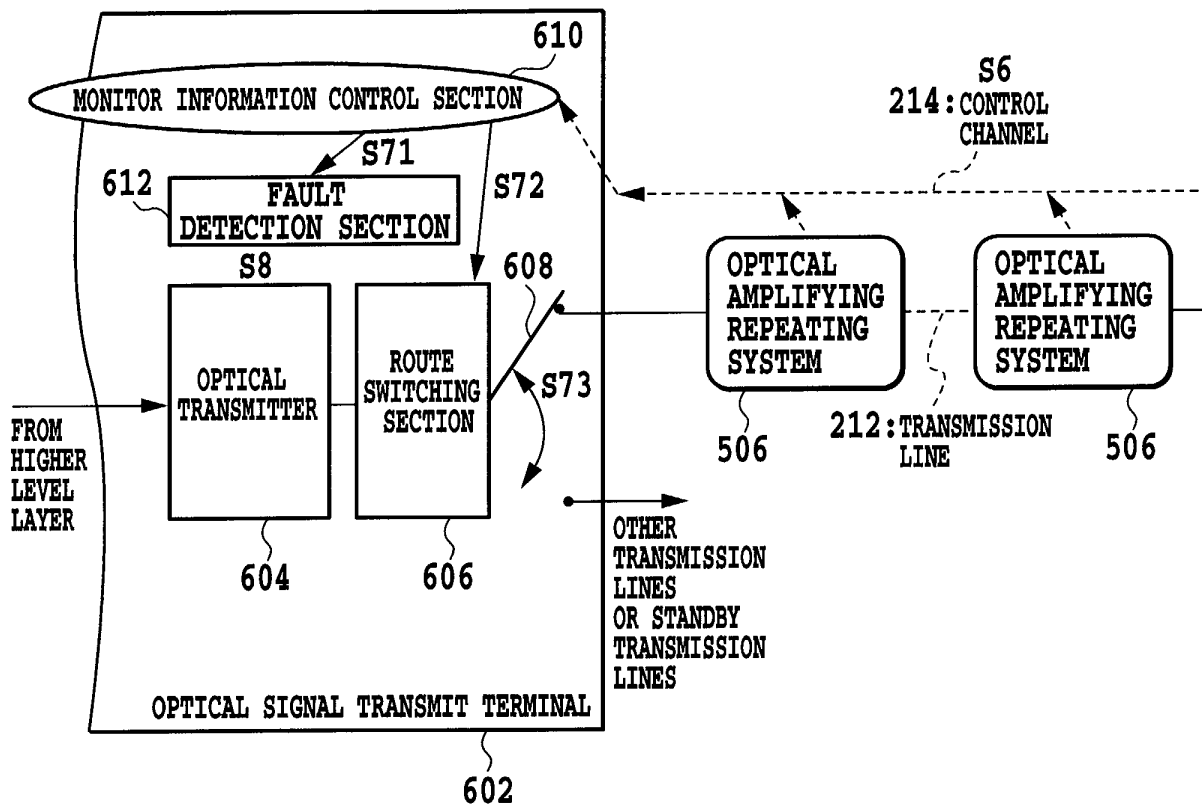 610
MONITOR INFORMATION CONTROL SECTION
S6
214:CONTROL
CHANNEL
S71
S72
612
FAULT
DETECTION SECTION
S8
608
OPTICAL
TRANSMITTER
ROUTE
SWITCHING
SECTION
S73
OPTICAL
AMPLIFYING
REPEATING
SYSTEM
OPTICAL
AMPLIFYING
REPEATING
SYSTEM
FROM
HIGHER
LEVEL
LAYER
506
212:TRANSMISSION
LINE
506
604
606
OTHER
TRANSMISSION
LINES
OR STANDBY
TRANSMISSION
LINES
OPTICAL SIGNAL TRANSMIT TERMINAL
602